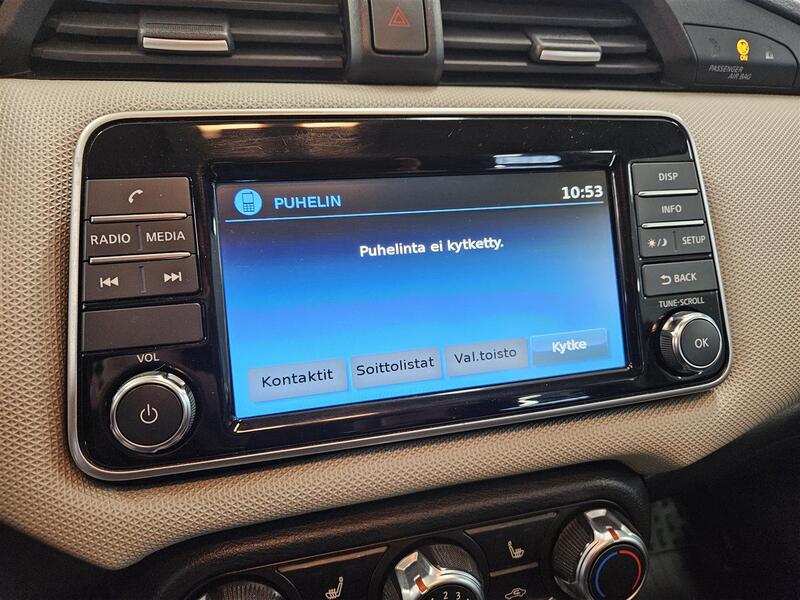 PASSENGER
AIR BAG
PUHELIN
10:53
Puhelinta ei kytketty.
Kontaktit
Soittolistat
Val.toisto
Kytke
RADIO
MEDIA
VOL
DISP
INFO
SETUP
BACK
TUNE-SCROLL
OK